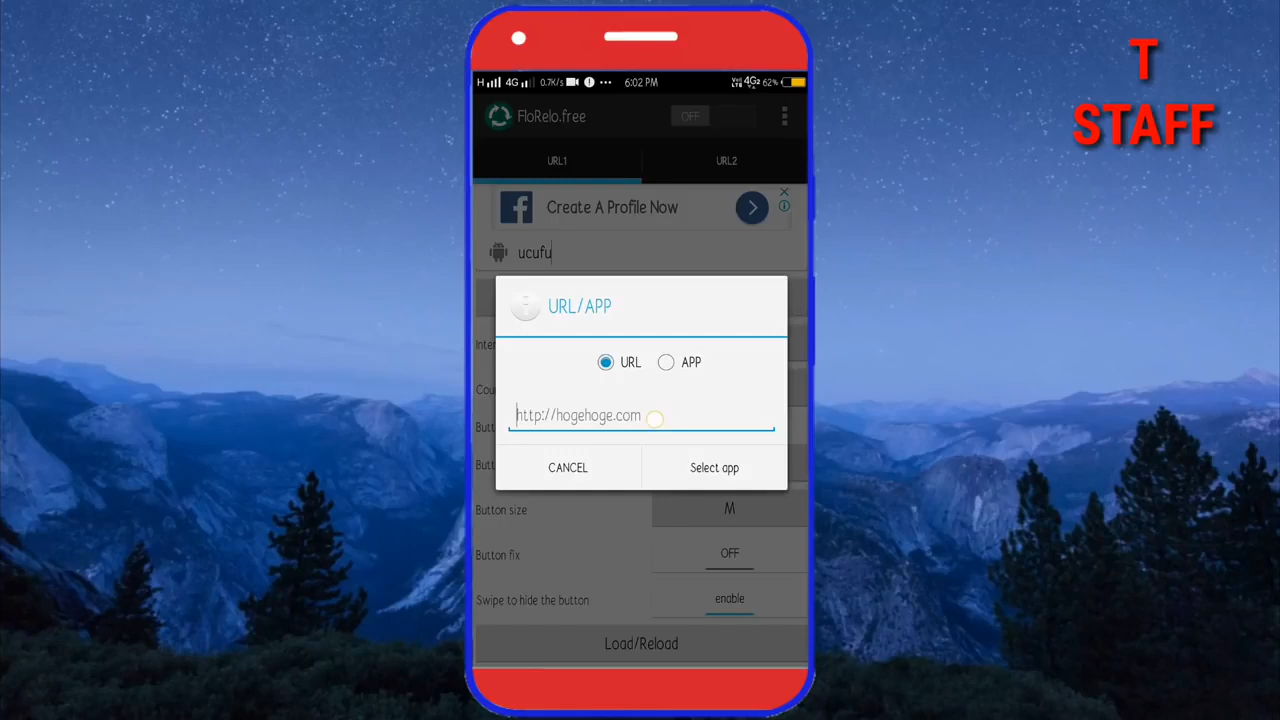 T
STAFF
H 4G 0.7K/s 6:02 PM VoLTE 4G2 62%
FloRelo.free OFF
URL1 URL2
Create A Profile Now
ucufu
URL/APP
Inter
URL APP
Cou
http://hogehoge.com
Butt
Butt
CANCEL Select app
Button size M
Button fix OFF
Swipe to hide the button enable
Load/Reload